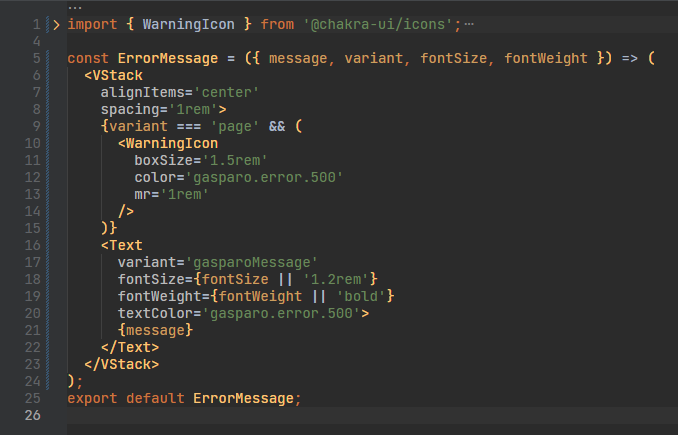 1 import { WarningIcon } from '@chakra-ui/icons';
4
5 const ErrorMessage = ({ message, variant, fontSize, fontWeight }) => (
6   <VStack
7     alignItems='center'
8     spacing='1rem'>
9     {variant === 'page' && (
10       <WarningIcon
11         boxSize='1.5rem'
12         color='gasparo.error.500'
13         mr='1rem'
14       />
15     )}
16     <Text
17       variant='gasparoMessage'
18       fontSize={fontSize || '1.2rem'}
19       fontWeight={fontWeight || 'bold'}
20       textColor='gasparo.error.500'>
21       {message}
22     </Text>
23   </VStack>
24 );
25 export default ErrorMessage;
26